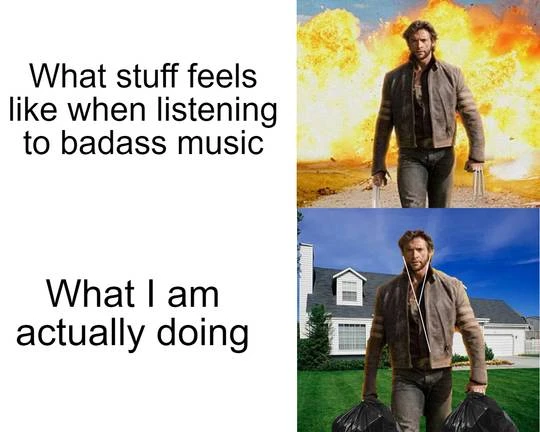 What stuff feels
like when listening
to badass music
What I am
actually doing